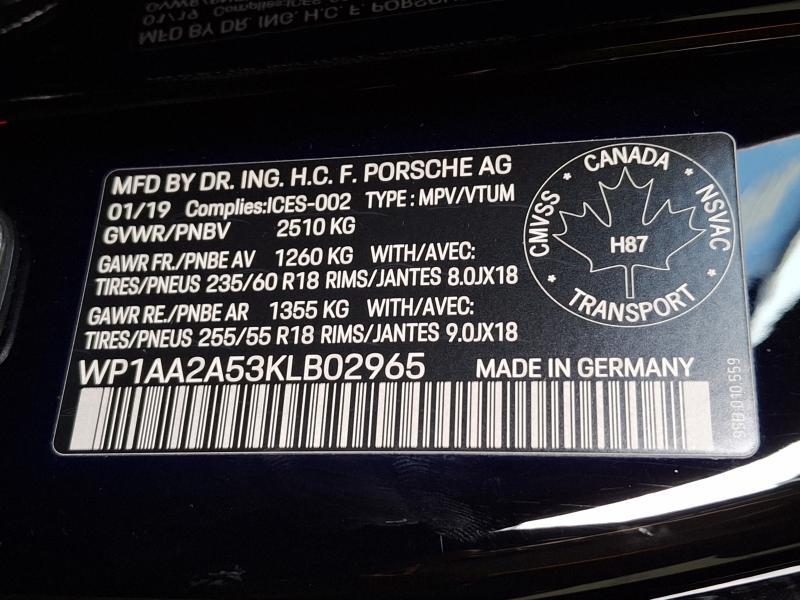 MFD BY DR. ING. H.C. F. PORSCHE AG
01/19 Complies:ICES-002 TYPE : MPV/VTUM
GVWR/PNBV 2510 KG
GAWR FR./PNBE AV 1260 KG WITH/AVEC:
TIRES/PNEUS 235/60 R18 RIMS/JANTES 8.0JX18
GAWR RE./PNBE AR 1355 KG WITH/AVEC:
TIRES/PNEUS 255/55 R18 RIMS/JANTES 9.0JX18
WP1AA2A53KLB02965 MADE IN GERMANY
CANADA
CMVSS
NSVAC
H87
TRANSPORT
95B 010 559